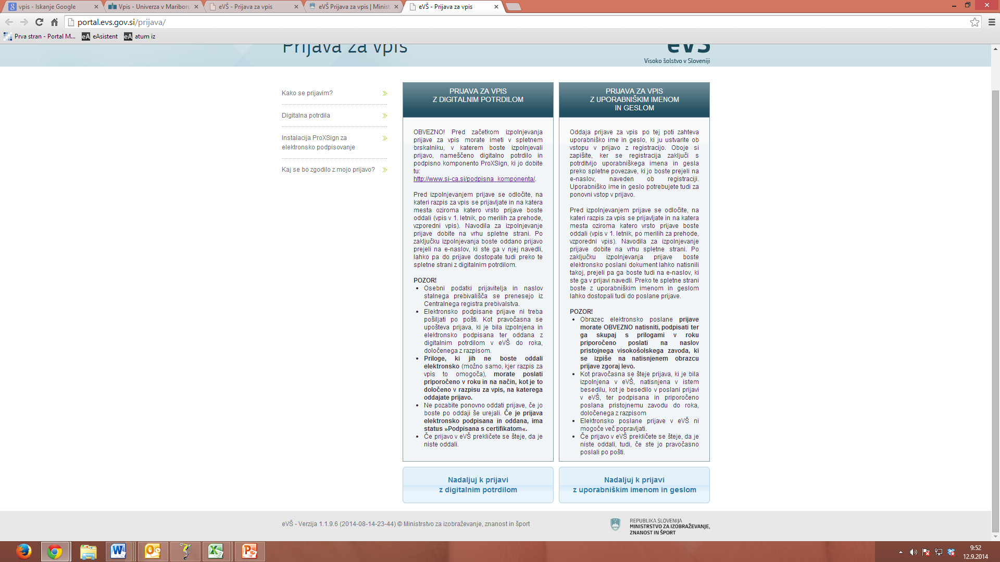 vpis - Iskanje Google
Vpis - Univerza v Maribor
eVŠ - Prijava za vpis
eVŠ Prijava za vpis | Minist
eVŠ - Prijava za vpis
portal.evs.gov.si/prijava/
Prva stran - Portal M...
eA eAsistent
eA atum iz
Prijava za vpis
eVŠ
Visoko šolstvo v Sloveniji
Kako se prijavim?
Digitalna potrdila
Instalacija ProXSign za
elektronsko podpisovanje
Kaj se bo zgodilo z mojo prijavo?
PRIJAVA ZA VPIS
Z DIGITALNIM POTRDILOM
OBVEZNO! Pred začetkom izpolnjevanja
prijave za vpis morate imeti v spletnem
brskalniku, v katerem boste izpolnjevali
prijavo, nameščeno digitalno potrdilo in
podpisno komponento ProXSign, ki jo dobite
tu:
http://www.si-ca.si/podpisna_komponenta/.
Pred izpolnjevanjem prijave se odločite, na
kateri razpis za vpis se prijavljate in na katera
mesta oziroma katero vrsto prijave boste
oddali (vpis v 1. letnik, po merilih za prehode,
vzporedni vpis). Navodila za izpolnjevanje
prijave dobite na vrhu spletne strani. Po
zaključku izpolnjevanja boste oddano prijavo
prejeli na e-naslov, ki ste ga v njej navedli,
lahko pa do prijave dostopate tudi preko te
spletne strani z digitalnim potrdilom.
POZOR!
• Osebni podatki prijavitelja in naslov
stalnega prebivališča se prenesejo iz
Centralnega registra prebivalstva.
• Elektronsko podpisane prijave ni treba
pošiljati po pošti. Kot pravočasna se
upošteva prijava, ki je bila izpolnjena in
elektronsko podpisana ter oddana z
digitalnim potrdilom v eVŠ do roka,
določenega z razpisom.
• Priloge, ki jih ne boste oddali
elektronsko (možno samo, kjer razpis za
vpis to omogoča), morate poslati
priporočeno v roku in na način, kot je to
določeno v razpisu za vpis, na katerega
oddajate prijavo.
• Ne pozabite ponovno oddati prijave, če jo
boste po oddaji še urejali. Če je prijava
elektronsko podpisana in oddana, ima
status »Podpisana s certifikatom«.
• Če prijavo v eVŠ prekličete se šteje, da je
niste oddali.
Nadaljuj k prijavi
z digitalnim potrdilom
PRIJAVA ZA VPIS
Z UPORABNIŠKIM IMENOM
IN GESLOM
Oddaja prijave za vpis po tej poti zahteva
uporabniško ime in geslo, ki ju ustvarite ob
vstopu v prijavo z registracijo. Oboje si
zapišite, ker se registracija zaključi s
potrditvijo uporabniškega imena in gesla
preko spletne povezave, ki jo boste prejeli na
e-naslov, naveden ob registraciji.
Uporabniško ime in geslo potrebujete tudi za
ponovni vstop v prijavo.
Pred izpolnjevanjem prijave se odločite, na
kateri razpis za vpis se prijavljate in na katera
mesta oziroma katero vrsto prijave boste
oddali (vpis v 1. letnik, po merilih za prehode,
vzporedni vpis). Navodila za izpolnjevanje
prijave dobite na vrhu spletne strani. Po
zaključku izpolnjevanja prijave boste
elektronsko poslani dokument lahko natisnili
takoj, prejeli pa ga boste tudi na e-naslov, ki
ste ga v prijavi navedli. Preko te spletne strani
boste z uporabniškim imenom in geslom
lahko dostopali tudi do poslane prijave.
POZOR!
• Obrazec elektronsko poslane prijave
morate OBVEZNO natisniti, podpisati ter
ga skupaj s prilogami v roku
priporočeno poslati na naslov
pristojnega visokošolskega zavoda, ki
se izpiše na natisnjenem obrazcu
prijave zgoraj levo.
• Kot pravočasna se šteje prijava, ki je bila
izpolnjena v eVŠ, natisnjena v istem
besedilu, kot je besedilo v poslani prijavi
v eVŠ, ter podpisana in priporočeno
poslana pristojnemu zavodu do roka,
določenega z razpisom
• Elektronsko poslane prijave v eVŠ ni
mogoče več popravljati.
• Če prijavo v eVŠ prekličete se šteje, da je
niste oddali, tudi, če ste jo pravočasno
poslali po pošti.
Nadaljuj k prijavi
z uporabniškim imenom in geslom
eVŠ - Verzija 1.1.9.6 (2014-08-14-23-44) © Ministrstvo za izobraževanje, znanost in šport
REPUBLIKA SLOVENIJA
MINISTRSTVO ZA IZOBRAŽEVANJE,
ZNANOST IN ŠPORT
9:52
12.9.2014